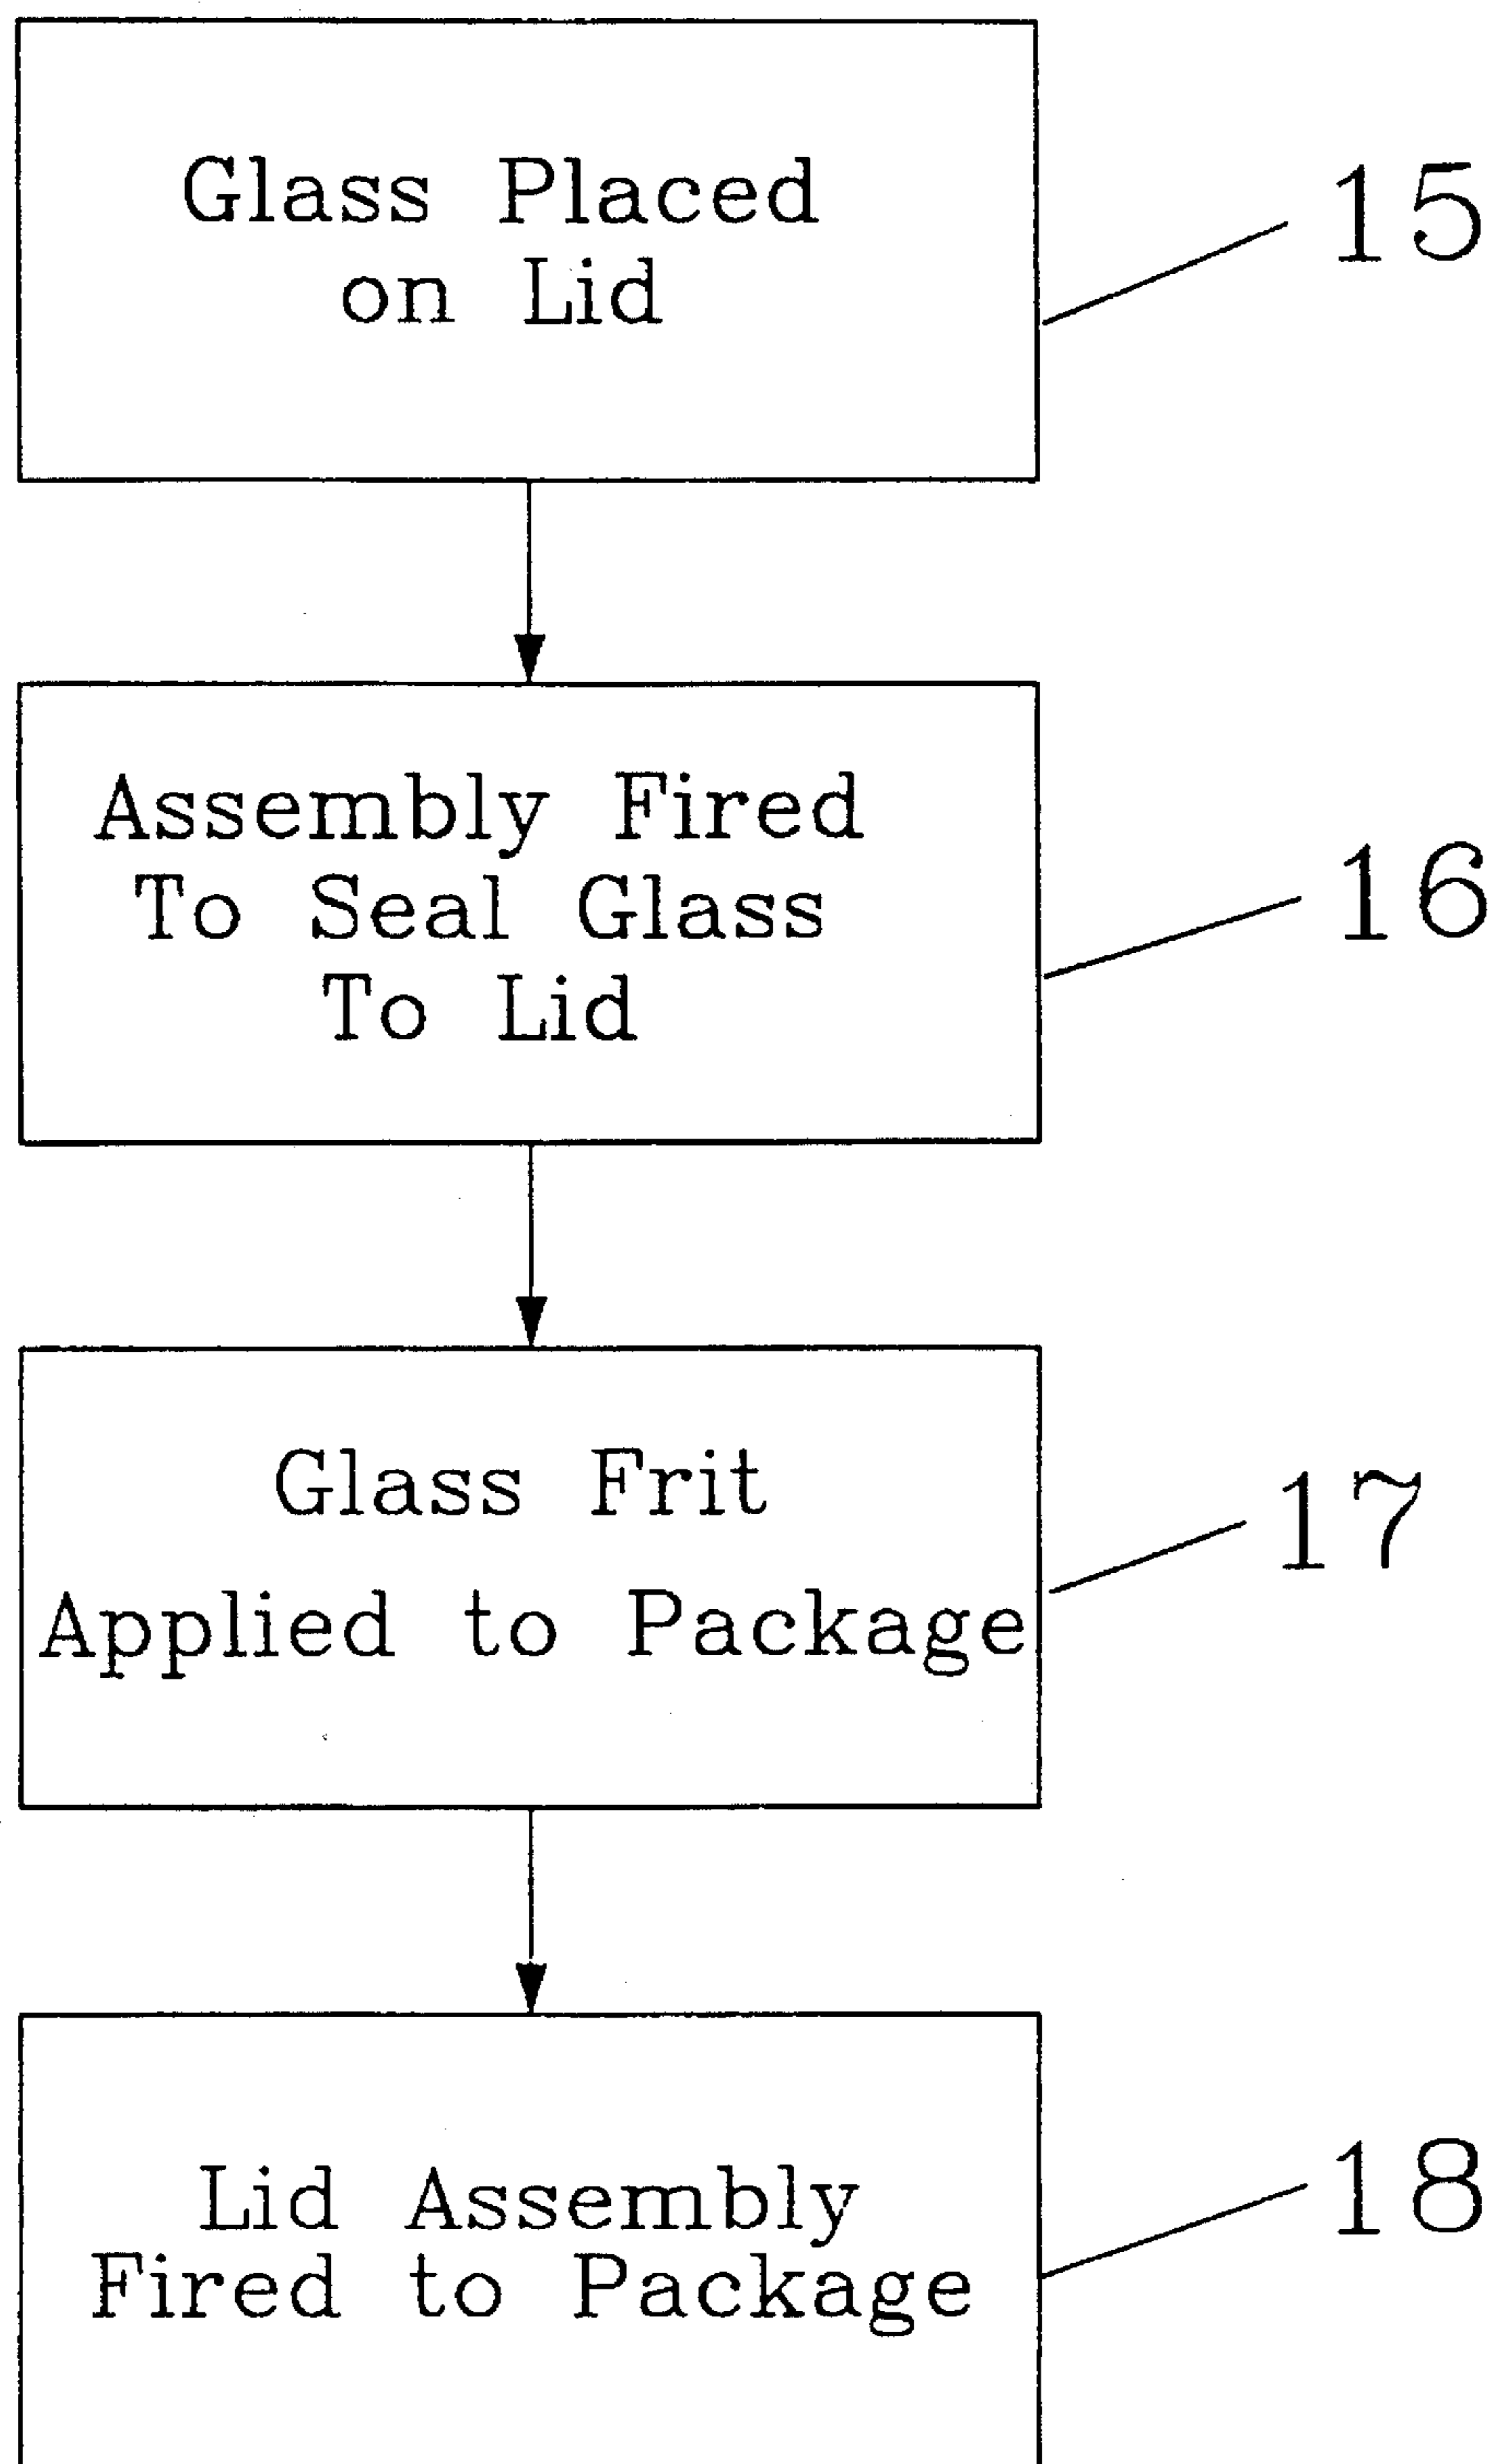 Glass Placed
on Lid
15
Assembly Fired
To Seal Glass
To Lid
16
Glass Frit
Applied to Package
17
Lid Assembly
Fired to Package
18